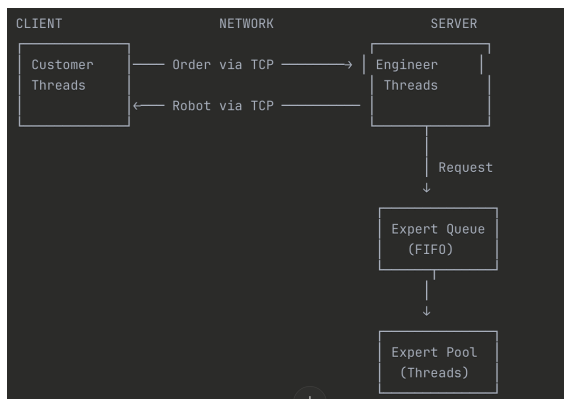 CLIENT NETWORK SERVER
Customer Order via TCP Engineer
Threads Threads
Robot via TCP
Request
Expert Queue
(FIFO)
Expert Pool
(Threads)